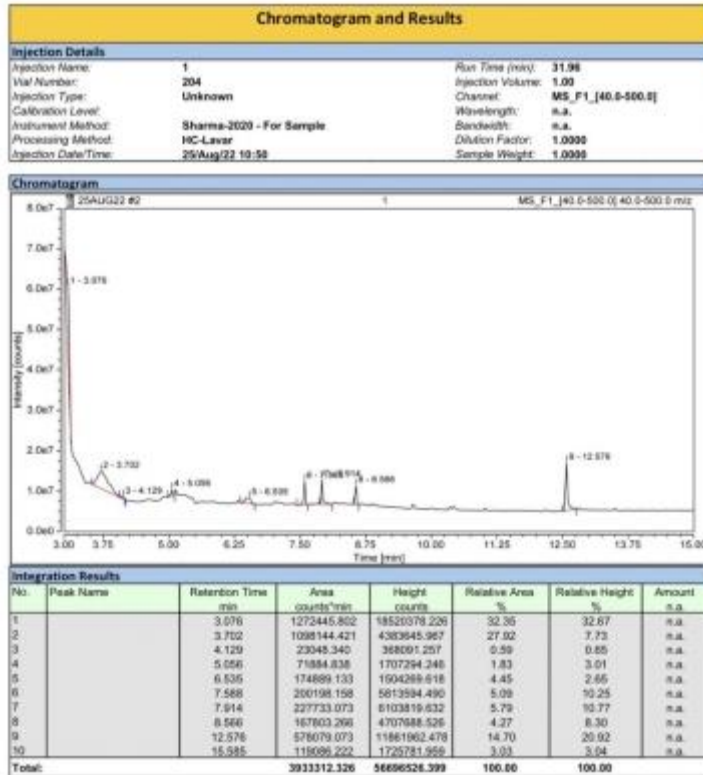 Chromatogram and Results
Injection Details
Injection Name: 1 Run Time (min): 31.96
Vial Number: 204 Injection Volume: 1.00
Injection Type: Unknown Channel: MS_F1_[40.0-500.0]
Calibration Level: Wavelength: n.a.
Instrument Method: Sharma-2020 - For Sample Bandwidth: n.a.
Processing Method: HC-Lavar Dilution Factor: 1.0000
Injection Date/Time: 25/Aug/22 10:50 Sample Weight: 1.0000
Chromatogram
25AUG22 #2 1 MS_F1_[40.0-500.0] 40.0-500.0 m/z
8.0e7
7.0e7
1 - 3.076
6.0e7
5.0e7
Intensity [counts]
4.0e7
3.0e7
2.0e7
2 - 3.702
9 - 12.576
3 - 4.129
4 - 5.056
5 - 6.535
8 - 8.566
1.0e7
0.0e0
3.00 3.75 5.00 6.25 7.50 8.75 10.00 11.25 12.50 13.75 15.00
Time [min]
Integration Results
No. Peak Name Retention Time Area Height Relative Area Relative Height Amount
min counts*min counts % % n.a.
1 3.076 1272445.802 18520378.226 32.35 32.67 n.a.
2 3.702 1098144.421 4383645.967 27.92 7.73 n.a.
3 4.129 23048.340 368091.257 0.59 0.65 n.a.
4 5.056 71884.838 1707294.246 1.83 3.01 n.a.
5 6.535 174889.133 1504269.618 4.45 2.65 n.a.
6 7.588 200198.158 5813594.490 5.09 10.25 n.a.
7 7.914 227733.073 6103819.632 5.79 10.77 n.a.
8 8.566 167803.266 4707688.526 4.27 8.30 n.a.
9 12.576 578079.073 11861962.478 14.70 20.92 n.a.
10 15.585 119086.222 1725781.959 3.03 3.04 n.a.
Total: 3933312.326 56696526.399 100.00 100.00